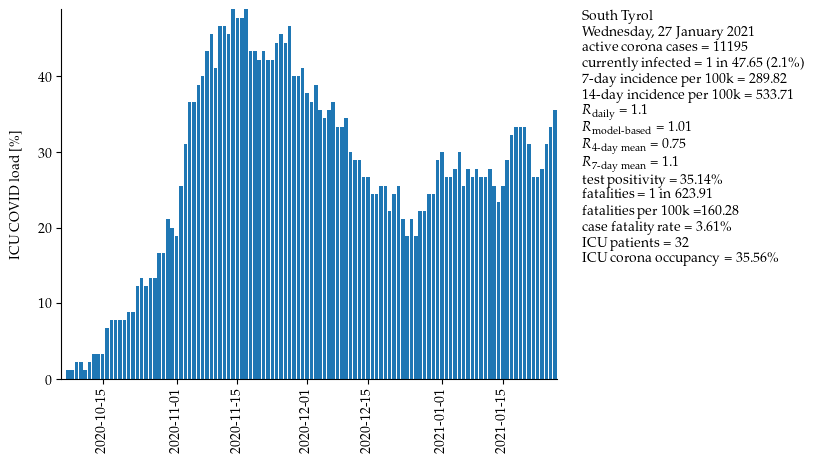 South Tyrol
Wednesday, 27 January 2021
active corona cases = 11195
currently infected = 1 in 47.65 (2.1%)
7-day incidence per 100k = 289.82
14-day incidence per 100k = 533.71
R daily = 1.1
R model-based = 1.01
R 4-day mean = 0.75
R 7-day mean = 1.1
test positivity = 35.14%
fatalities = 1 in 623.91
fatalities per 100k =160.28
case fatality rate = 3.61%
ICU patients = 32
ICU corona occupancy = 35.56%
ICU COVID load [%]
40
30
20
10
0
2020-10-15
2020-11-01
2020-11-15
2020-12-01
2020-12-15
2021-01-01
2021-01-15